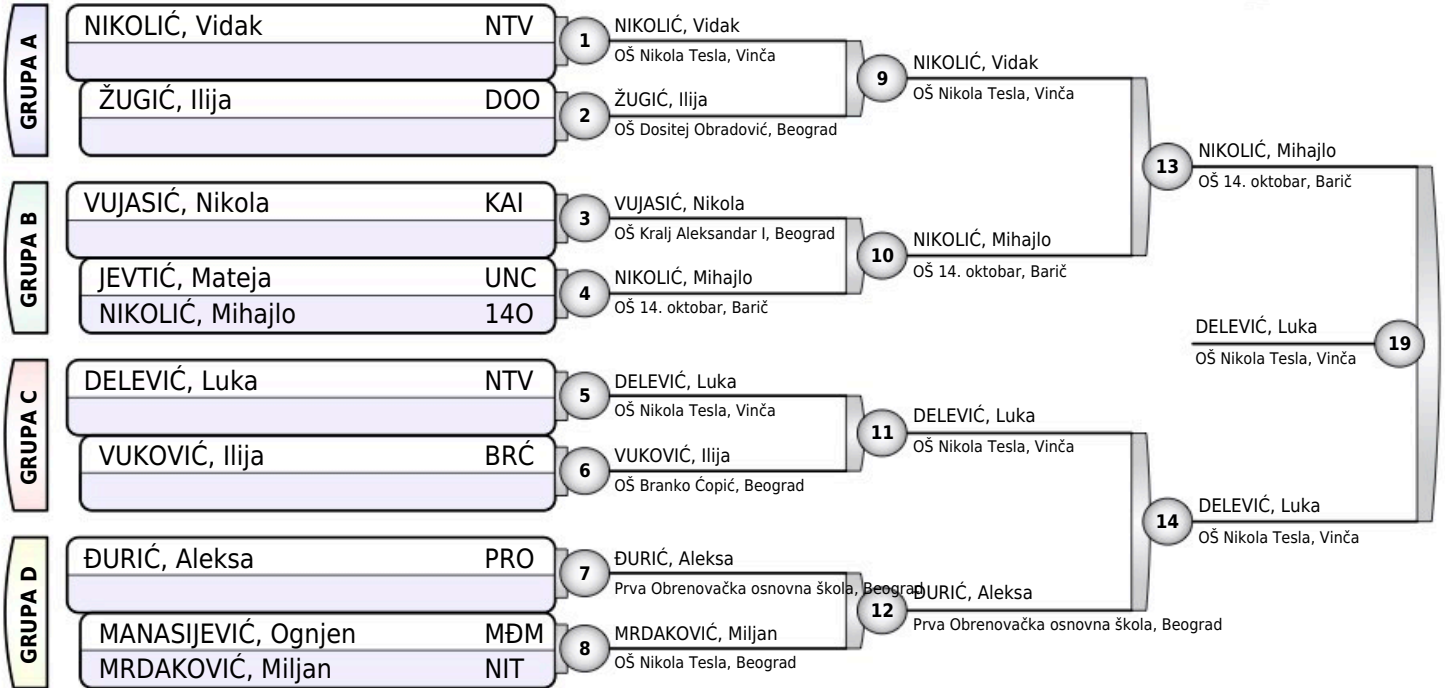 GRUPA A
NIKOLIĆ, Vidak NTV
ŽUGIĆ, Ilija DOO
GRUPA B
VUJASIĆ, Nikola KAI
JEVTIĆ, Mateja UNC
NIKOLIĆ, Mihajlo 14O
GRUPA C
DELEVIĆ, Luka NTV
VUKOVIĆ, Ilija BRĆ
GRUPA D
ĐURIĆ, Aleksa PRO
MANASIJEVIĆ, Ognjen MĐM
MRDAKOVIĆ, Miljan NIT
1
NIKOLIĆ, Vidak
OŠ Nikola Tesla, Vinča
2
ŽUGIĆ, Ilija
OŠ Dositej Obradović, Beograd
3
VUJASIĆ, Nikola
OŠ Kralj Aleksandar I, Beograd
4
NIKOLIĆ, Mihajlo
OŠ 14. oktobar, Barič
5
DELEVIĆ, Luka
OŠ Nikola Tesla, Vinča
6
VUKOVIĆ, Ilija
OŠ Branko Ćopić, Beograd
7
ĐURIĆ, Aleksa
Prva Obrenovačka osnovna škola, Beograd
8
MRDAKOVIĆ, Miljan
OŠ Nikola Tesla, Beograd
9
NIKOLIĆ, Vidak
OŠ Nikola Tesla, Vinča
10
NIKOLIĆ, Mihajlo
OŠ 14. oktobar, Barič
11
DELEVIĆ, Luka
OŠ Nikola Tesla, Vinča
12
ĐURIĆ, Aleksa
Prva Obrenovačka osnovna škola, Beograd
13
NIKOLIĆ, Mihajlo
OŠ 14. oktobar, Barič
14
DELEVIĆ, Luka
OŠ Nikola Tesla, Vinča
DELEVIĆ, Luka
OŠ Nikola Tesla, Vinča
19